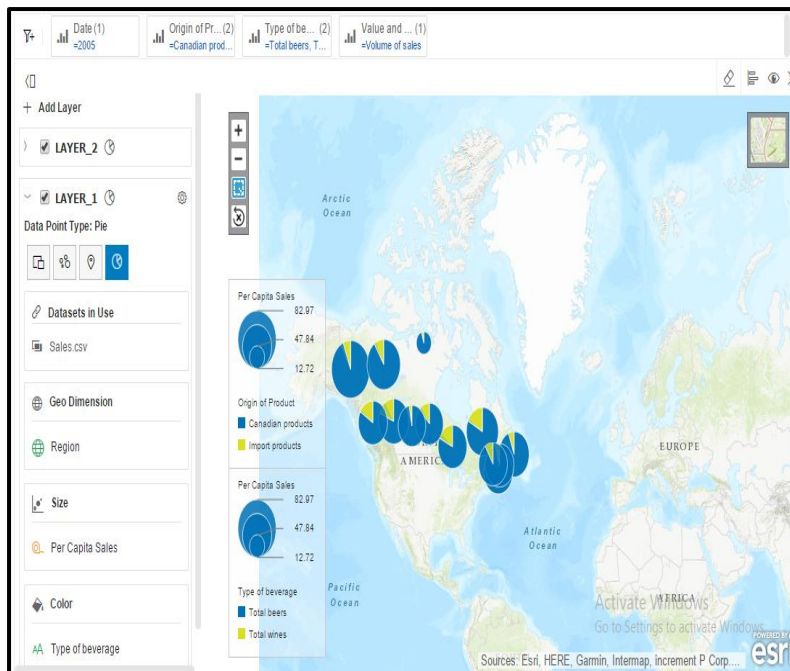 Date (1)
=2005
Origin of Pr... (2)
=Canadian prod...
Type of be... (2)
=Total beers, T...
Value and ... (1)
=Volume of sales
+ Add Layer
LAYER_2
LAYER_1
Data Point Type: Pie
Datasets in Use
Sales.csv
Geo Dimension
Region
Size
Per Capita Sales
Color
Type of beverage
Per Capita Sales
82.97
47.84
12.72
Origin of Product
Canadian products
Import products
Per Capita Sales
82.97
47.84
12.72
Type of beverage
Total beers
Total wines
Arctic
Ocean
AMERICA
EUROPE
Atlantic
Ocean
Pacific
Ocean
AFRICA
Activate Windows
Go to Settings to activate Windows.
Sources: Esri, HERE, Garmin, Intermap, increment P Corp....
POWERED BY
esri